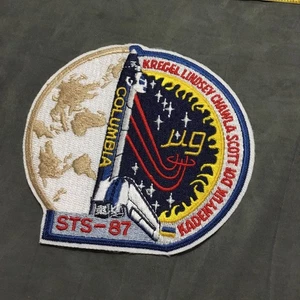 KREGEL LINDSEY CHAWLA SCOTT DOI KADENYUK
COLUMBIA
µg
STS-87